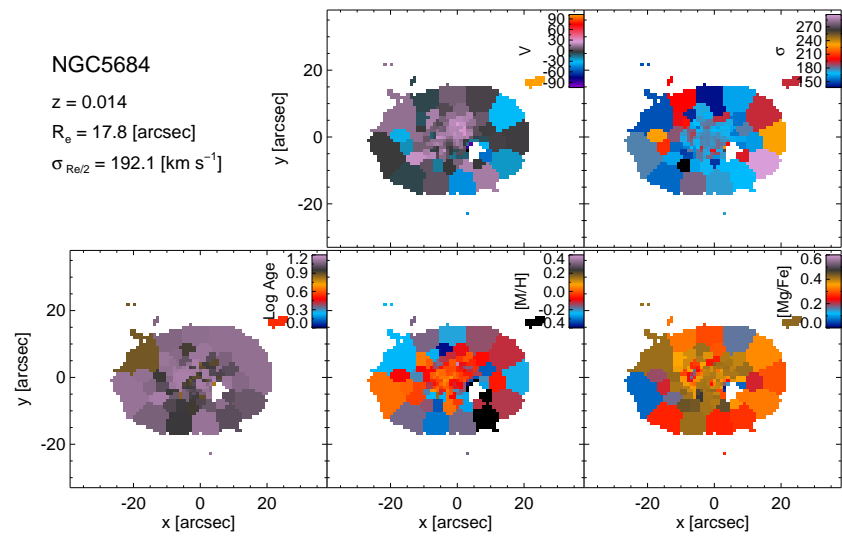 NGC5684
z = 0.014
Rₑ = 17.8 [arcsec]
σ Re/2 = 192.1 [km s⁻¹]
20
0
-20
y [arcsec]
V
90
60
30
0
-30
-60
-90
σ
270
240
210
180
150
20
0
-20
y [arcsec]
-20
0
20
x [arcsec]
Log Age
1.2
0.9
0.6
0.3
0.0
-20
0
20
x [arcsec]
[M/H]
0.4
0.2
-0.2
-0.4
-20
0
20
x [arcsec]
[Mg/Fe]
0.6
0.4
0.2
0.0